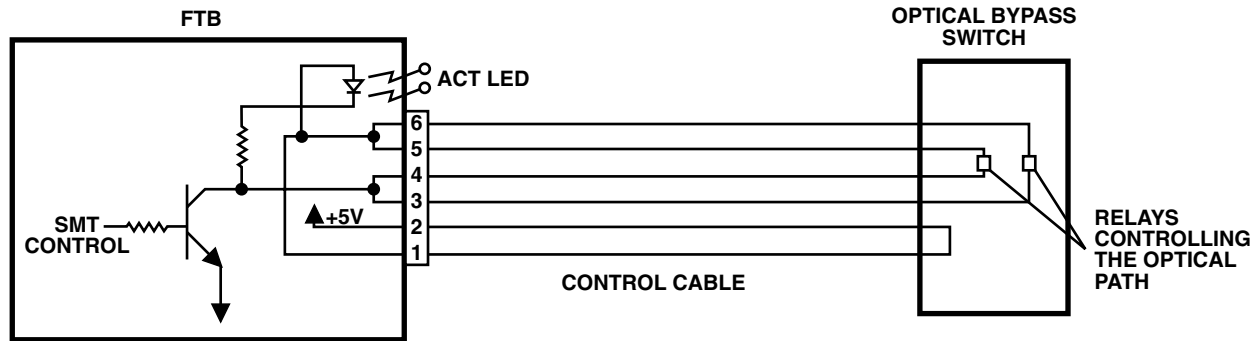 FTB
OPTICAL BYPASS
SWITCH
ACT LED
6
5
4
3
2
1
+5V
SMT
CONTROL
CONTROL CABLE
RELAYS
CONTROLLING
THE OPTICAL
PATH